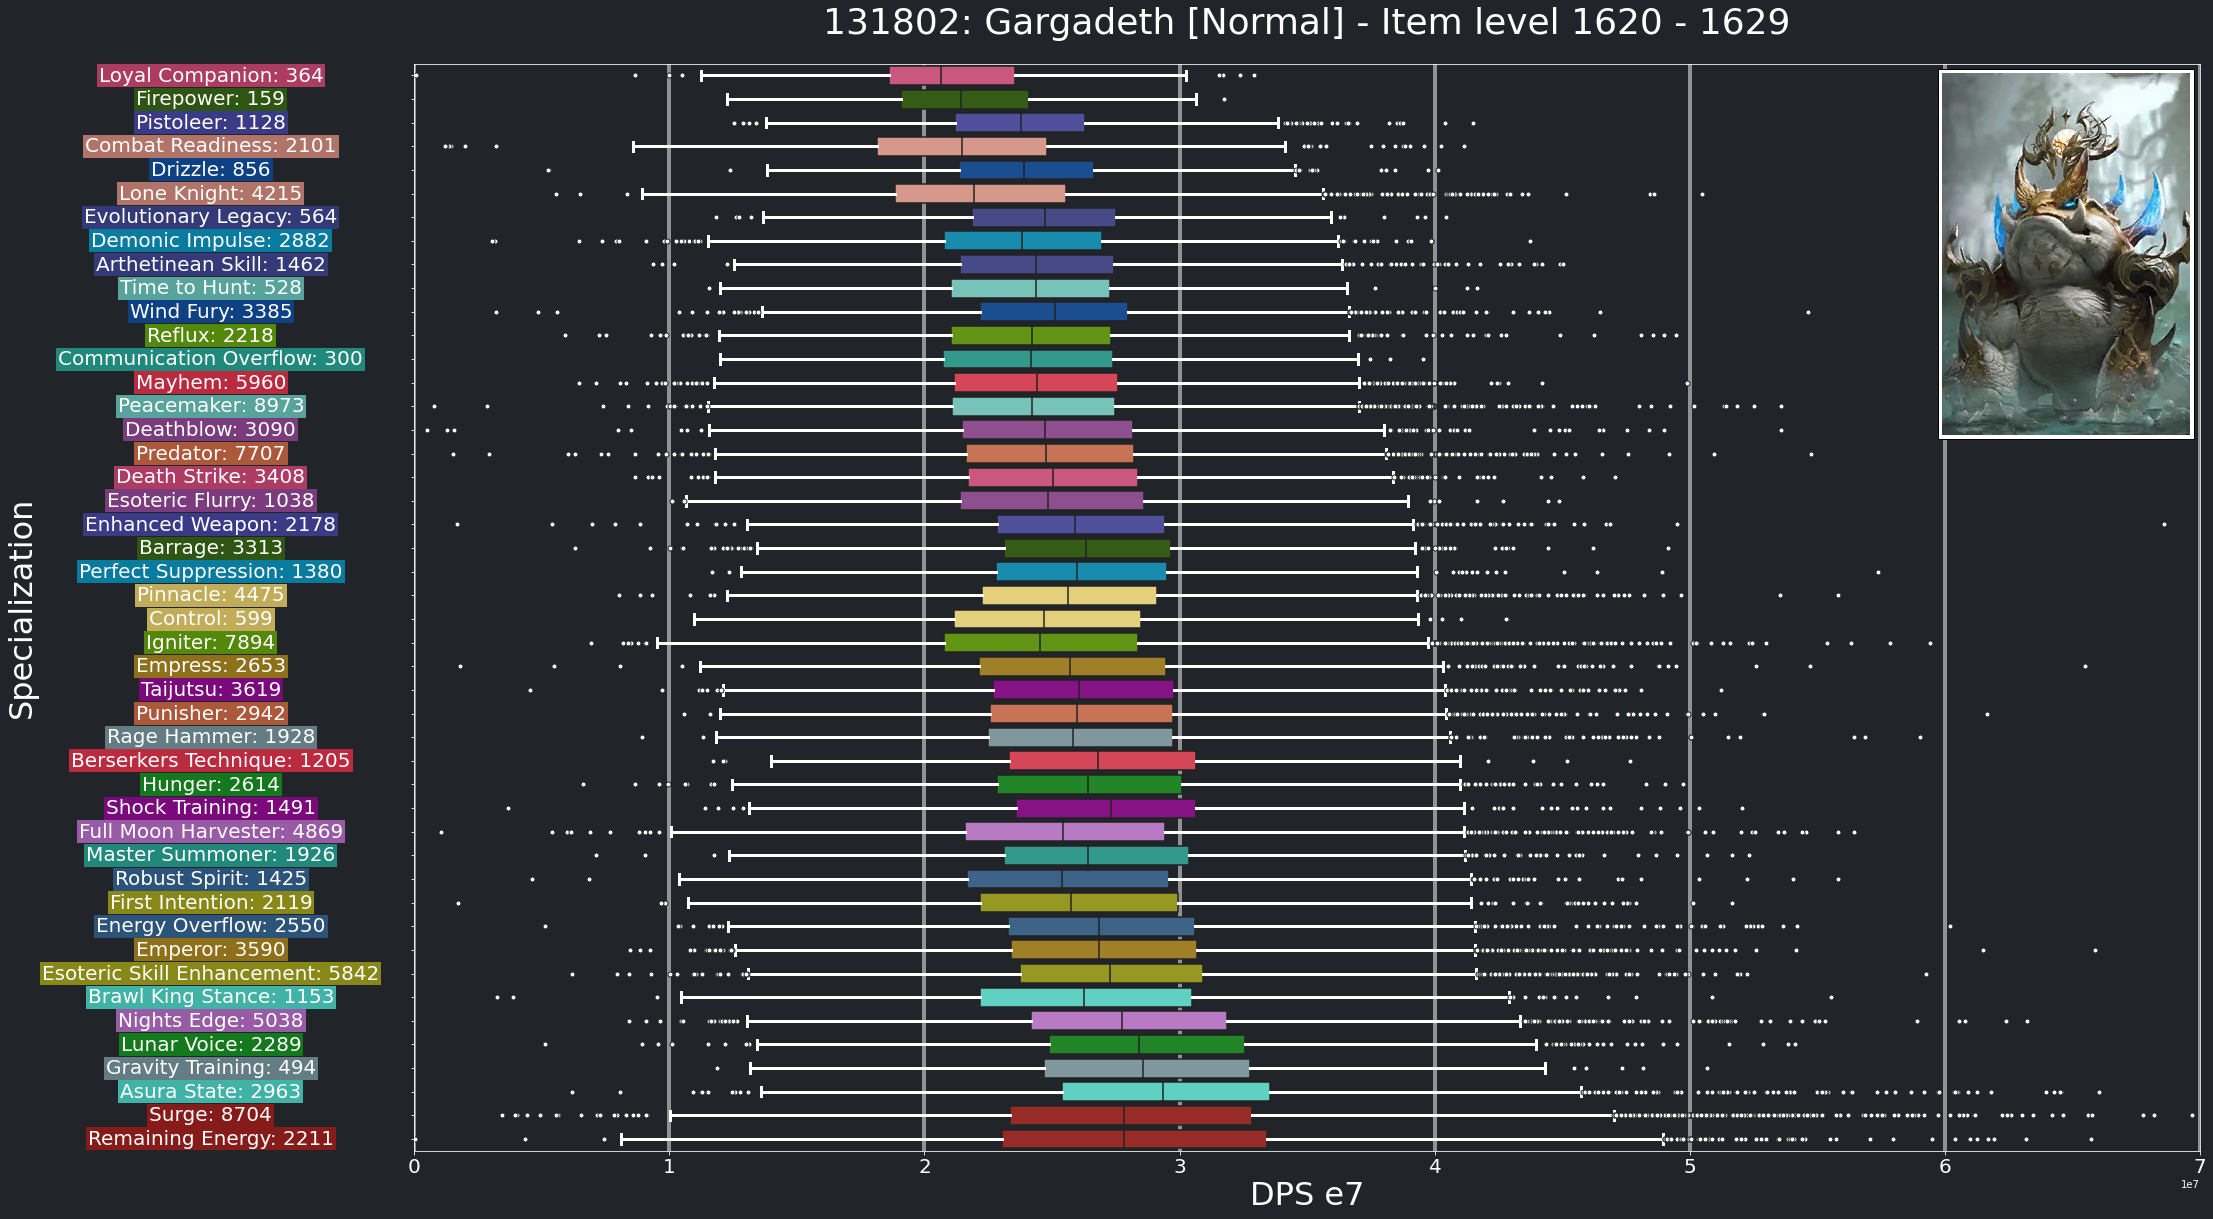 131802: Gargadeth [Normal] - Item level 1620 - 1629
Specialization
Loyal Companion: 364
Firepower: 159
Pistoleer: 1128
Combat Readiness: 2101
Drizzle: 856
Lone Knight: 4215
Evolutionary Legacy: 564
Demonic Impulse: 2882
Arthetinean Skill: 1462
Time to Hunt: 528
Wind Fury: 3385
Reflux: 2218
Communication Overflow: 300
Mayhem: 5960
Peacemaker: 8973
Deathblow: 3090
Predator: 7707
Death Strike: 3408
Esoteric Flurry: 1038
Enhanced Weapon: 2178
Barrage: 3313
Perfect Suppression: 1380
Pinnacle: 4475
Control: 599
Igniter: 7894
Empress: 2653
Taijutsu: 3619
Punisher: 2942
Rage Hammer: 1928
Berserkers Technique: 1205
Hunger: 2614
Shock Training: 1491
Full Moon Harvester: 4869
Master Summoner: 1926
Robust Spirit: 1425
First Intention: 2119
Energy Overflow: 2550
Emperor: 3590
Esoteric Skill Enhancement: 5842
Brawl King Stance: 1153
Nights Edge: 5038
Lunar Voice: 2289
Gravity Training: 494
Asura State: 2963
Surge: 8704
Remaining Energy: 2211
0 1 2 3 4 5 6 7
1e7
DPS e7